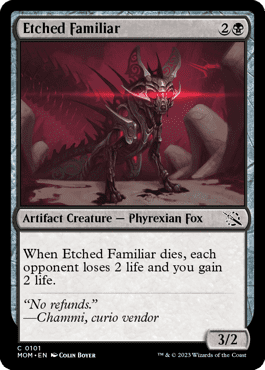 Etched Familiar 2
Artifact Creature — Phyrexian Fox
When Etched Familiar dies, each
opponent loses 2 life and you gain
2 life.
“No refunds.”
—Chammi, curio vendor
3/2
C 0101
MOM • EN COLIN BOYER
™ & © 2023 Wizards of the Coast